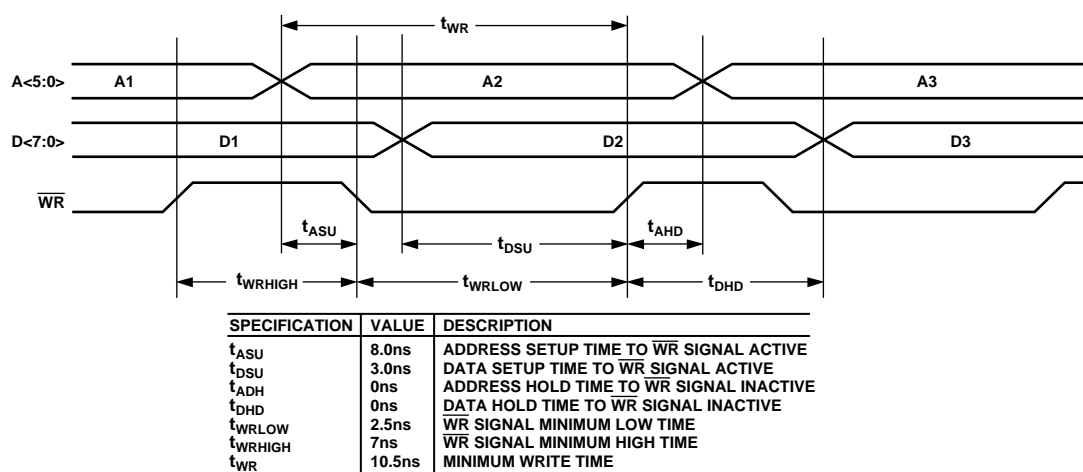 tWR
A<5:0> A1 A2 A3
D<7:0> D1 D2 D3
WR
tASU tDSU tAHD
tWRHIGH tWRLOW tDHD
SPECIFICATION VALUE DESCRIPTION
tASU 8.0ns ADDRESS SETUP TIME TO WR SIGNAL ACTIVE
tDSU 3.0ns DATA SETUP TIME TO WR SIGNAL ACTIVE
tADH 0ns ADDRESS HOLD TIME TO WR SIGNAL INACTIVE
tDHD 0ns DATA HOLD TIME TO WR SIGNAL INACTIVE
tWRLOW 2.5ns WR SIGNAL MINIMUM LOW TIME
tWRHIGH 7ns WR SIGNAL MINIMUM HIGH TIME
tWR 10.5ns MINIMUM WRITE TIME